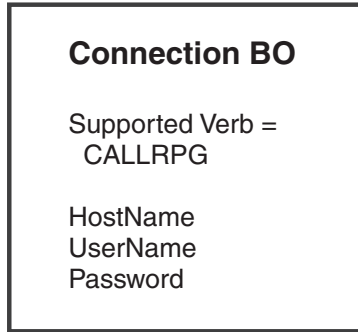 Connection BO
Supported Verb =
CALLRPG
HostName
UserName
Password